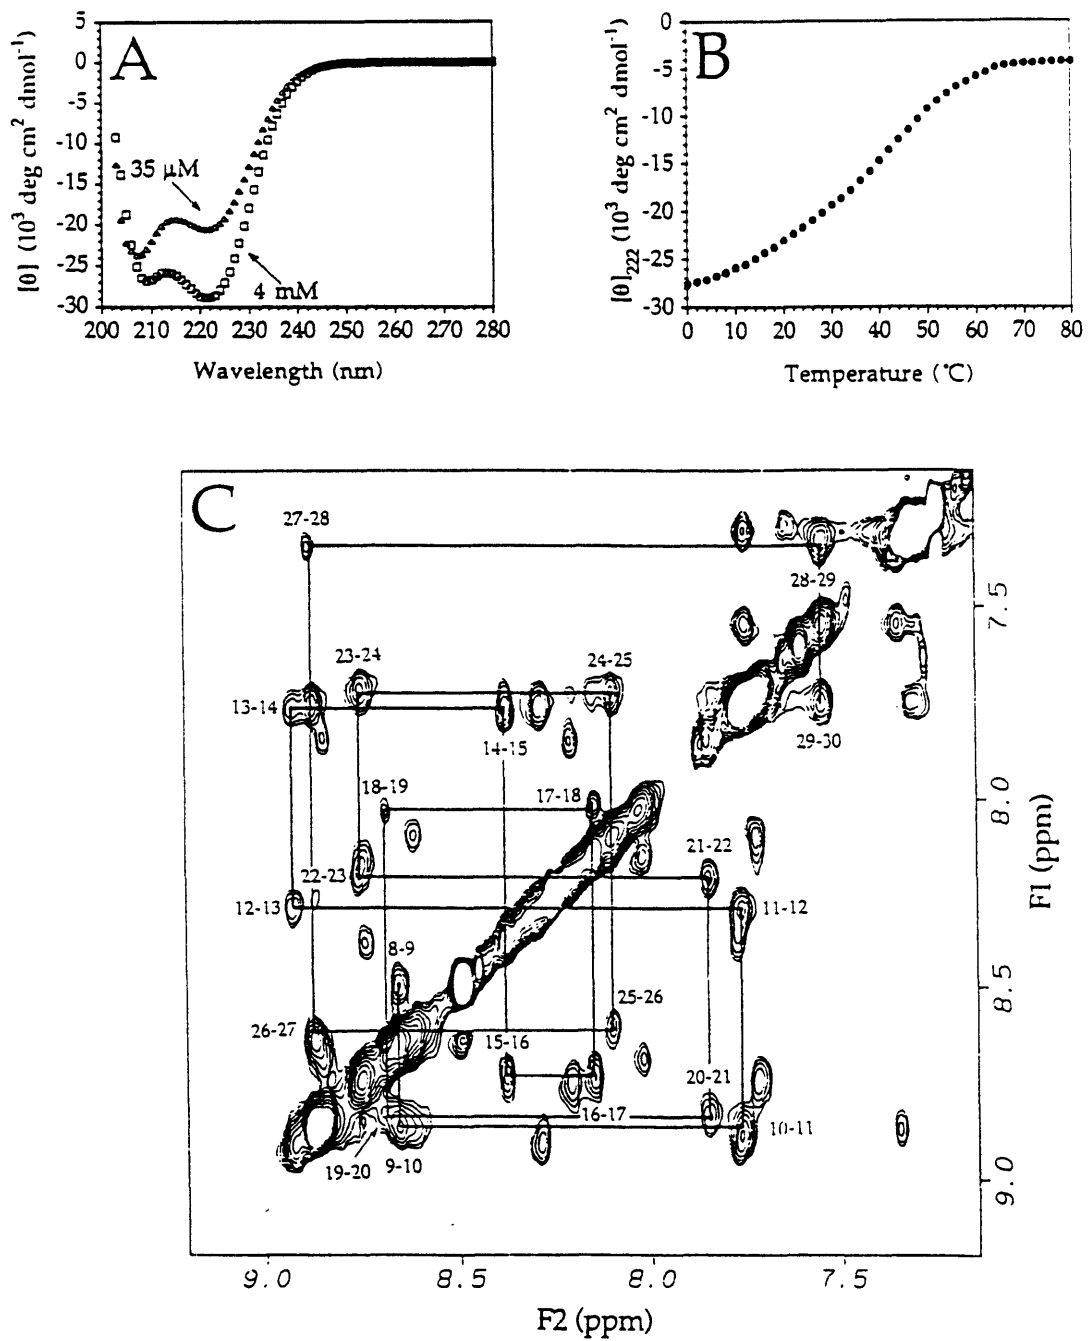 A
[θ] (10³ deg cm² dmol⁻¹)
5
0
-5
-10
-15
-20
-25
-30
35 μM
4 mM
200 210 220 230 240 250 260 270 280
Wavelength (nm)
B
[θ]₂₂₂ (10³ deg cm² dmol⁻¹)
0
-5
-10
-15
-20
-25
-30
0 10 20 30 40 50 60 70 80
Temperature (°C)
C
27-28
28-29
23-24
24-25
13-14
14-15
29-30
18-19
17-18
21-22
22-23
12-13
11-12
8-9
25-26
26-27
15-16
20-21
16-17
10-11
19-20
9-10
7.5
8.0
8.5
9.0
F1 (ppm)
9.0 8.5 8.0 7.5
F2 (ppm)